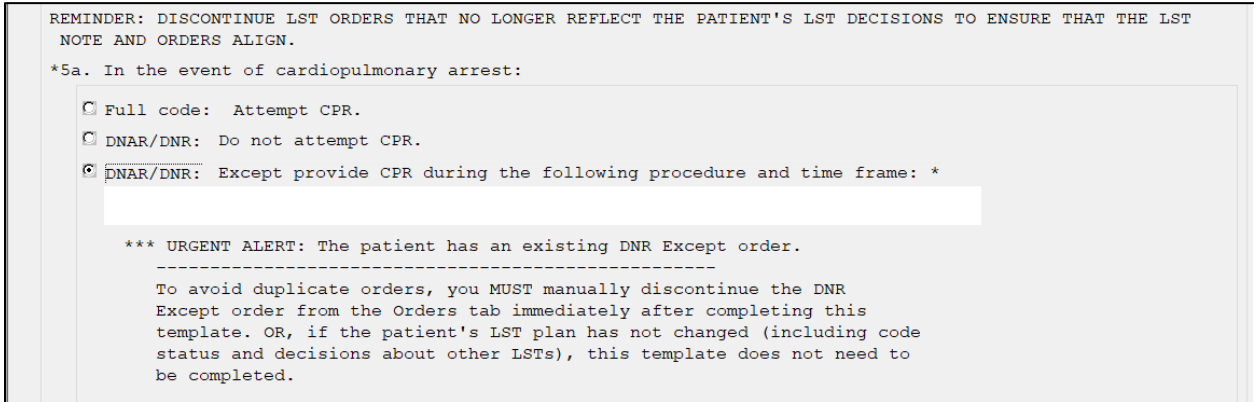 REMINDER: DISCONTINUE LST ORDERS THAT NO LONGER REFLECT THE PATIENT'S LST DECISIONS TO ENSURE THAT THE LST
NOTE AND ORDERS ALIGN.
*5a. In the event of cardiopulmonary arrest:
Full code: Attempt CPR.
DNAR/DNR: Do not attempt CPR.
DNAR/DNR: Except provide CPR during the following procedure and time frame: *
*** URGENT ALERT: The patient has an existing DNR Except order.
----------------------------------------------------
To avoid duplicate orders, you MUST manually discontinue the DNR
Except order from the Orders tab immediately after completing this
template. OR, if the patient's LST plan has not changed (including code
status and decisions about other LSTs), this template does not need to
be completed.